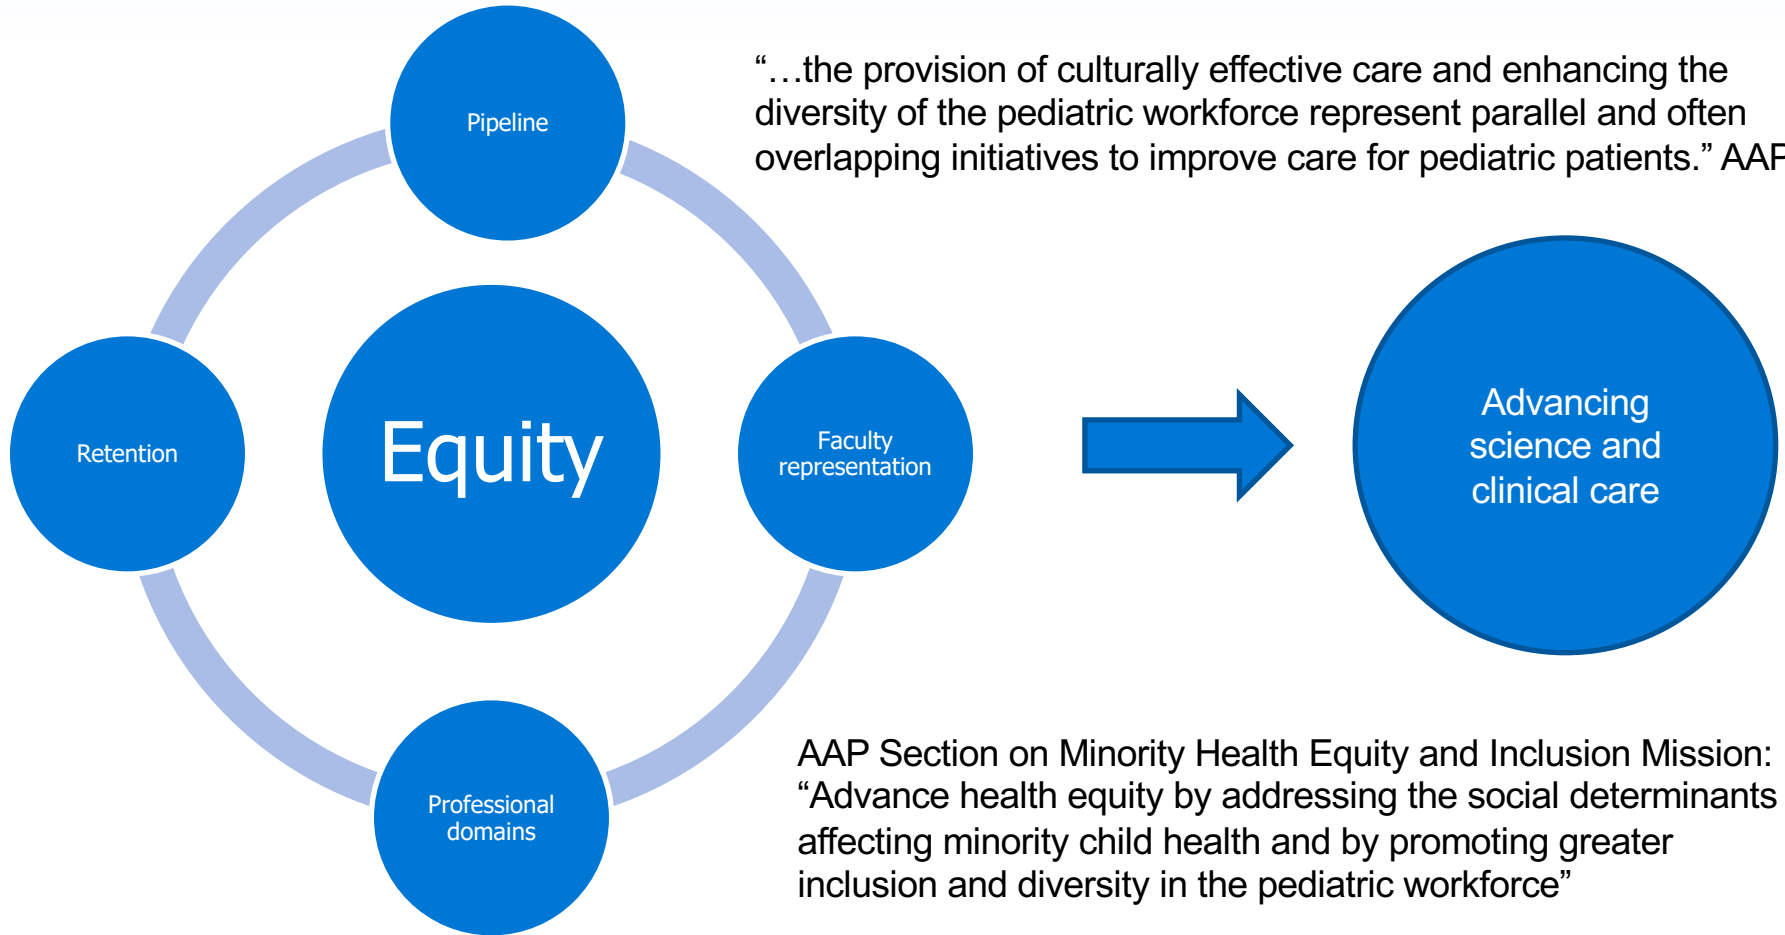 “…the provision of culturally effective care and enhancing the
diversity of the pediatric workforce represent parallel and often
overlapping initiatives to improve care for pediatric patients.” AAP
Pipeline
Retention
Equity
Faculty
representation
Professional
domains
Advancing
science and
clinical care
AAP Section on Minority Health Equity and Inclusion Mission:
“Advance health equity by addressing the social determinants
affecting minority child health and by promoting greater
inclusion and diversity in the pediatric workforce”